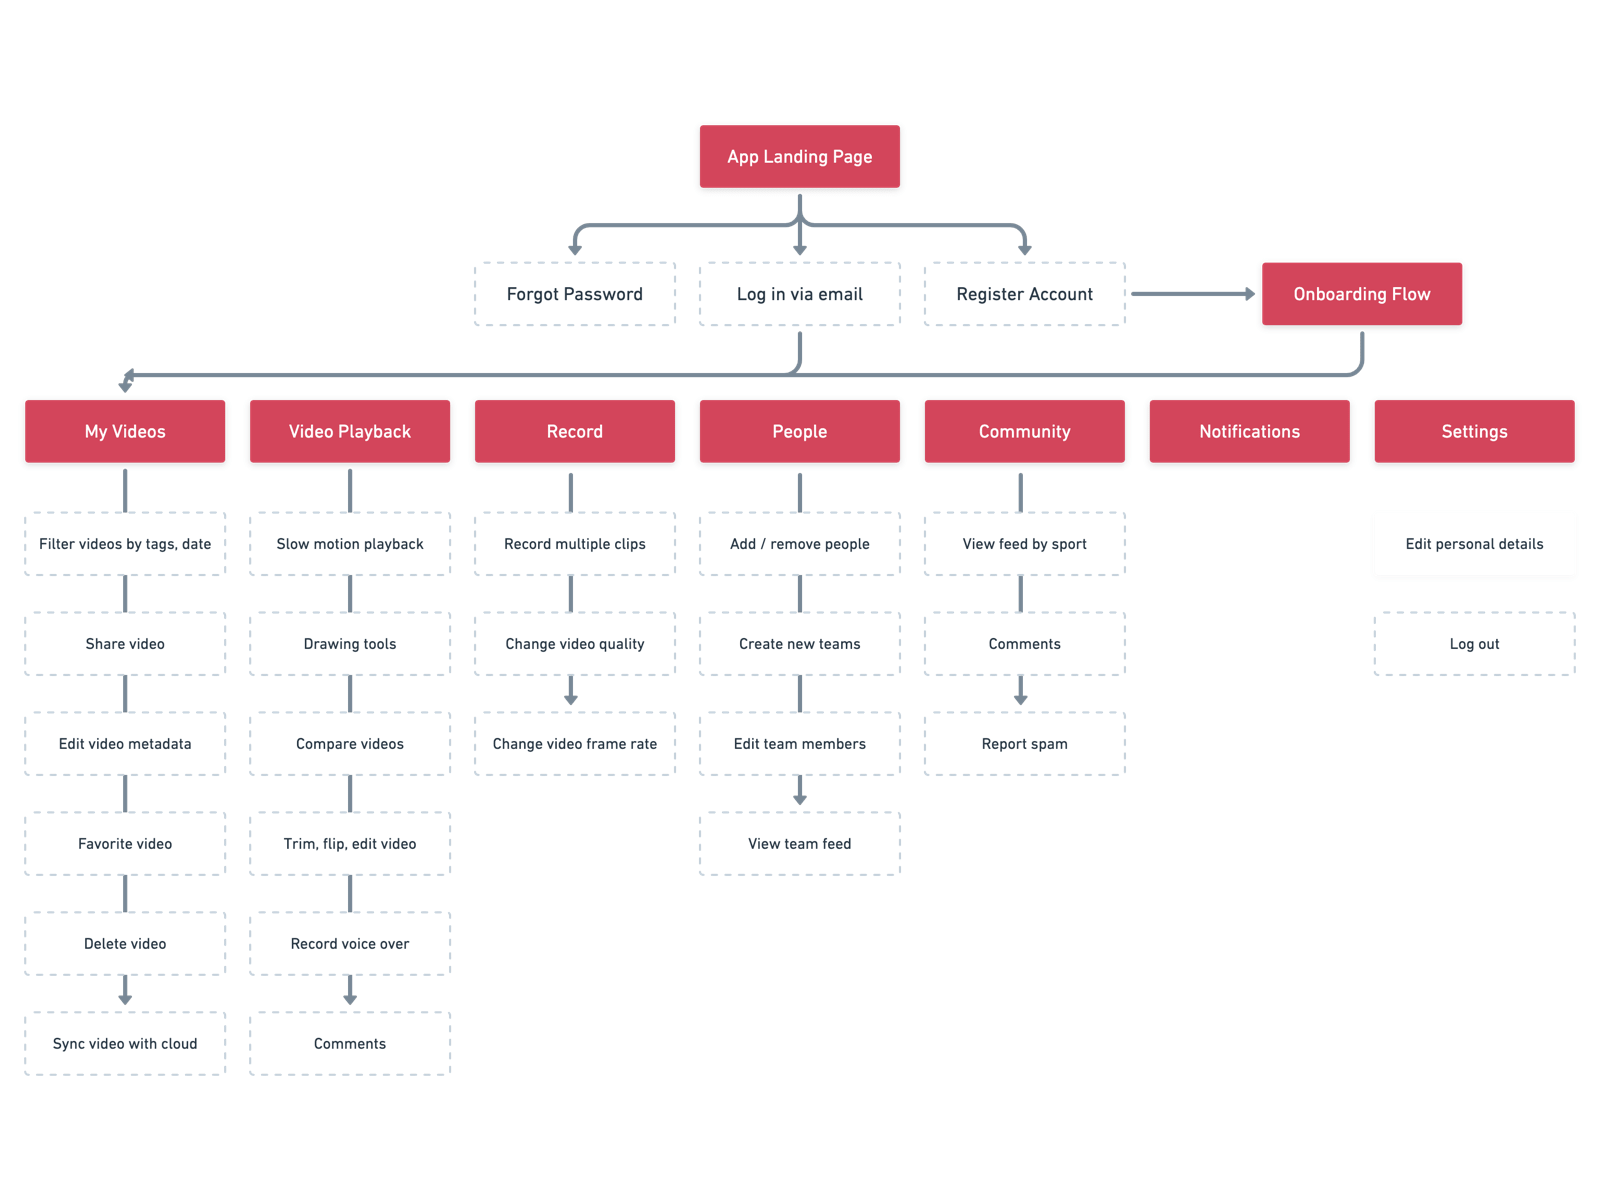 App Landing Page
Forgot Password
Log in via email
Register Account
Onboarding Flow
My Videos
Video Playback
Record
People
Community
Notifications
Settings
Filter videos by tags, date
Slow motion playback
Record multiple clips
Add / remove people
View feed by sport
Edit personal details
Share video
Drawing tools
Change video quality
Create new teams
Comments
Log out
Edit video metadata
Compare videos
Change video frame rate
Edit team members
Report spam
Favorite video
Trim, flip, edit video
View team feed
Delete video
Record voice over
Sync video with cloud
Comments